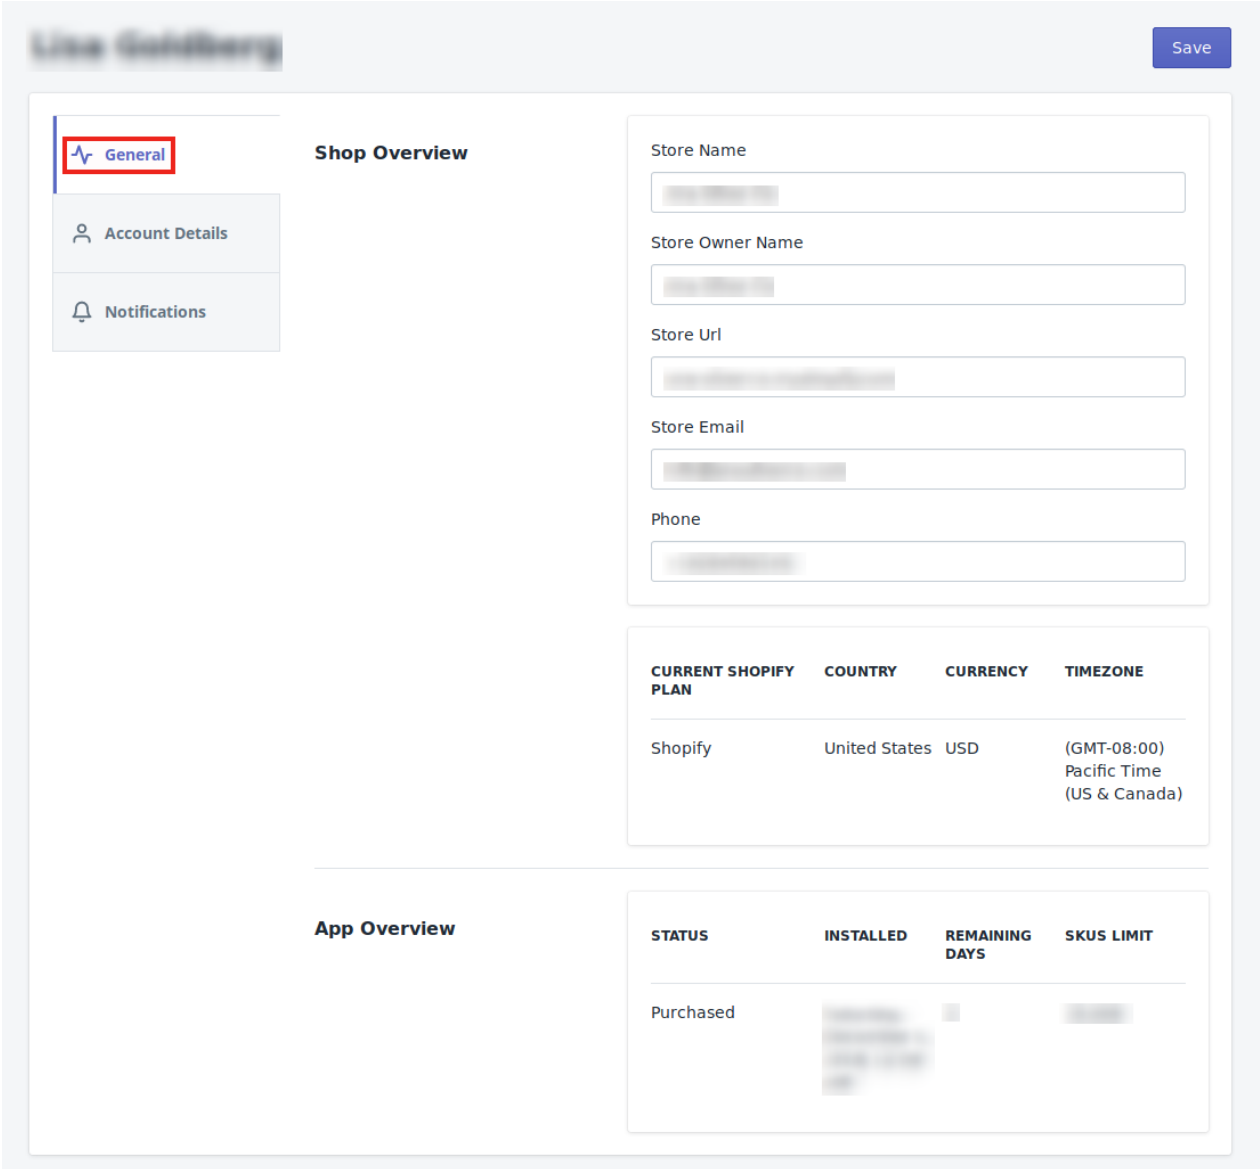 Save
General
Account Details
Notifications
Shop Overview
Store Name
Store Owner Name
Store Url
Store Email
Phone
CURRENT SHOPIFY PLAN
COUNTRY
CURRENCY
TIMEZONE
Shopify
United States
USD
(GMT-08:00)
Pacific Time
(US & Canada)
App Overview
STATUS
INSTALLED
REMAINING DAYS
SKUS LIMIT
Purchased